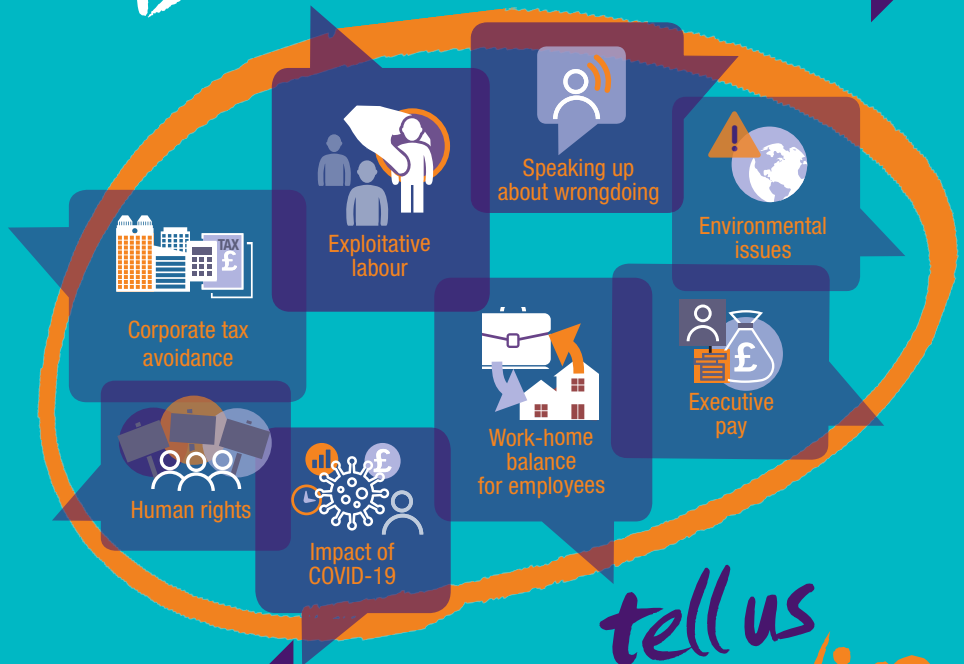 Speaking up
about wrongdoing
Environmental
issues
Exploitative
labour
TAX
£
Corporate tax
avoidance
£
Executive
pay
Work-home
balance
for employees
Human rights
£
Impact of
COVID-19
tell us